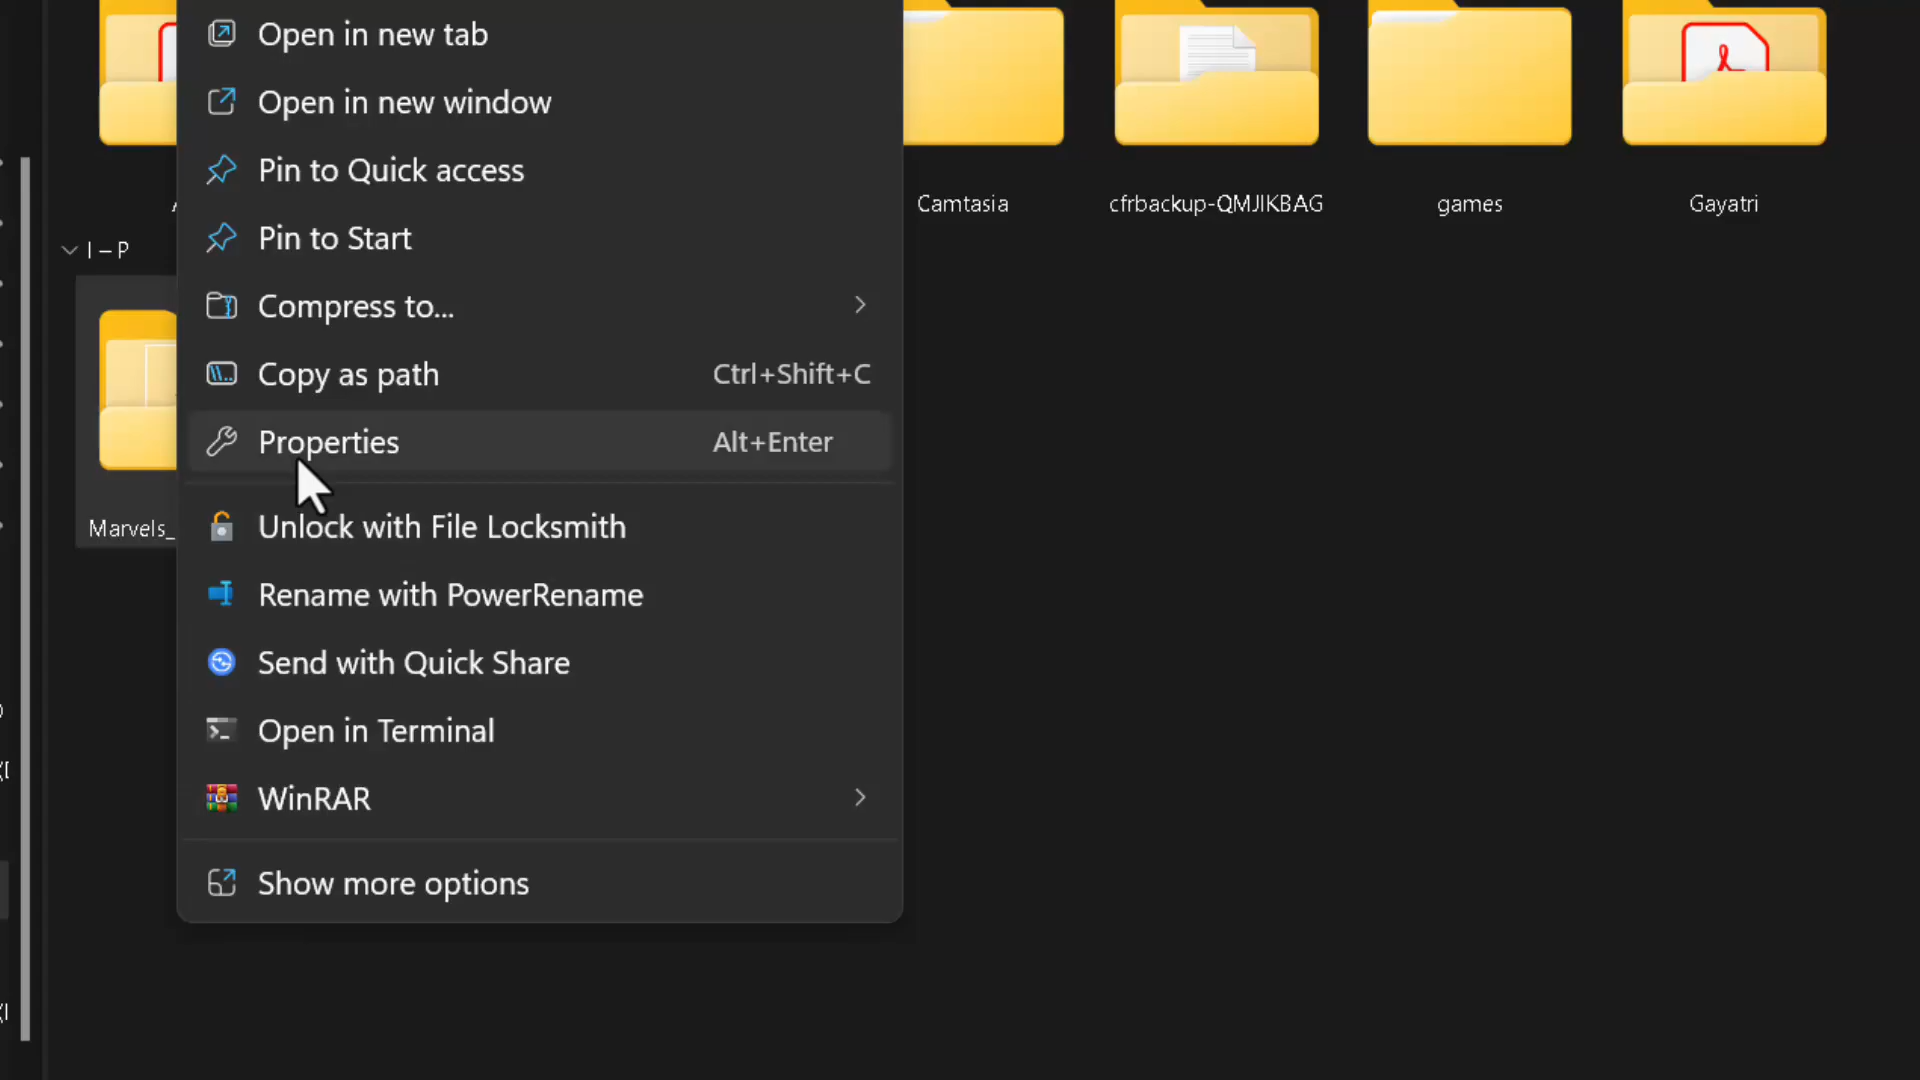 Open in new tab
Open in new window
Pin to Quick access
Pin to Start
Compress to...
Copy as path Ctrl+Shift+C
Properties Alt+Enter
Unlock with File Locksmith
Rename with PowerRename
Send with Quick Share
Open in Terminal
WinRAR
Show more options
Camtasia
cfrbackup-QMJIKBAG
games
Gayatri
I – P
Marvels_